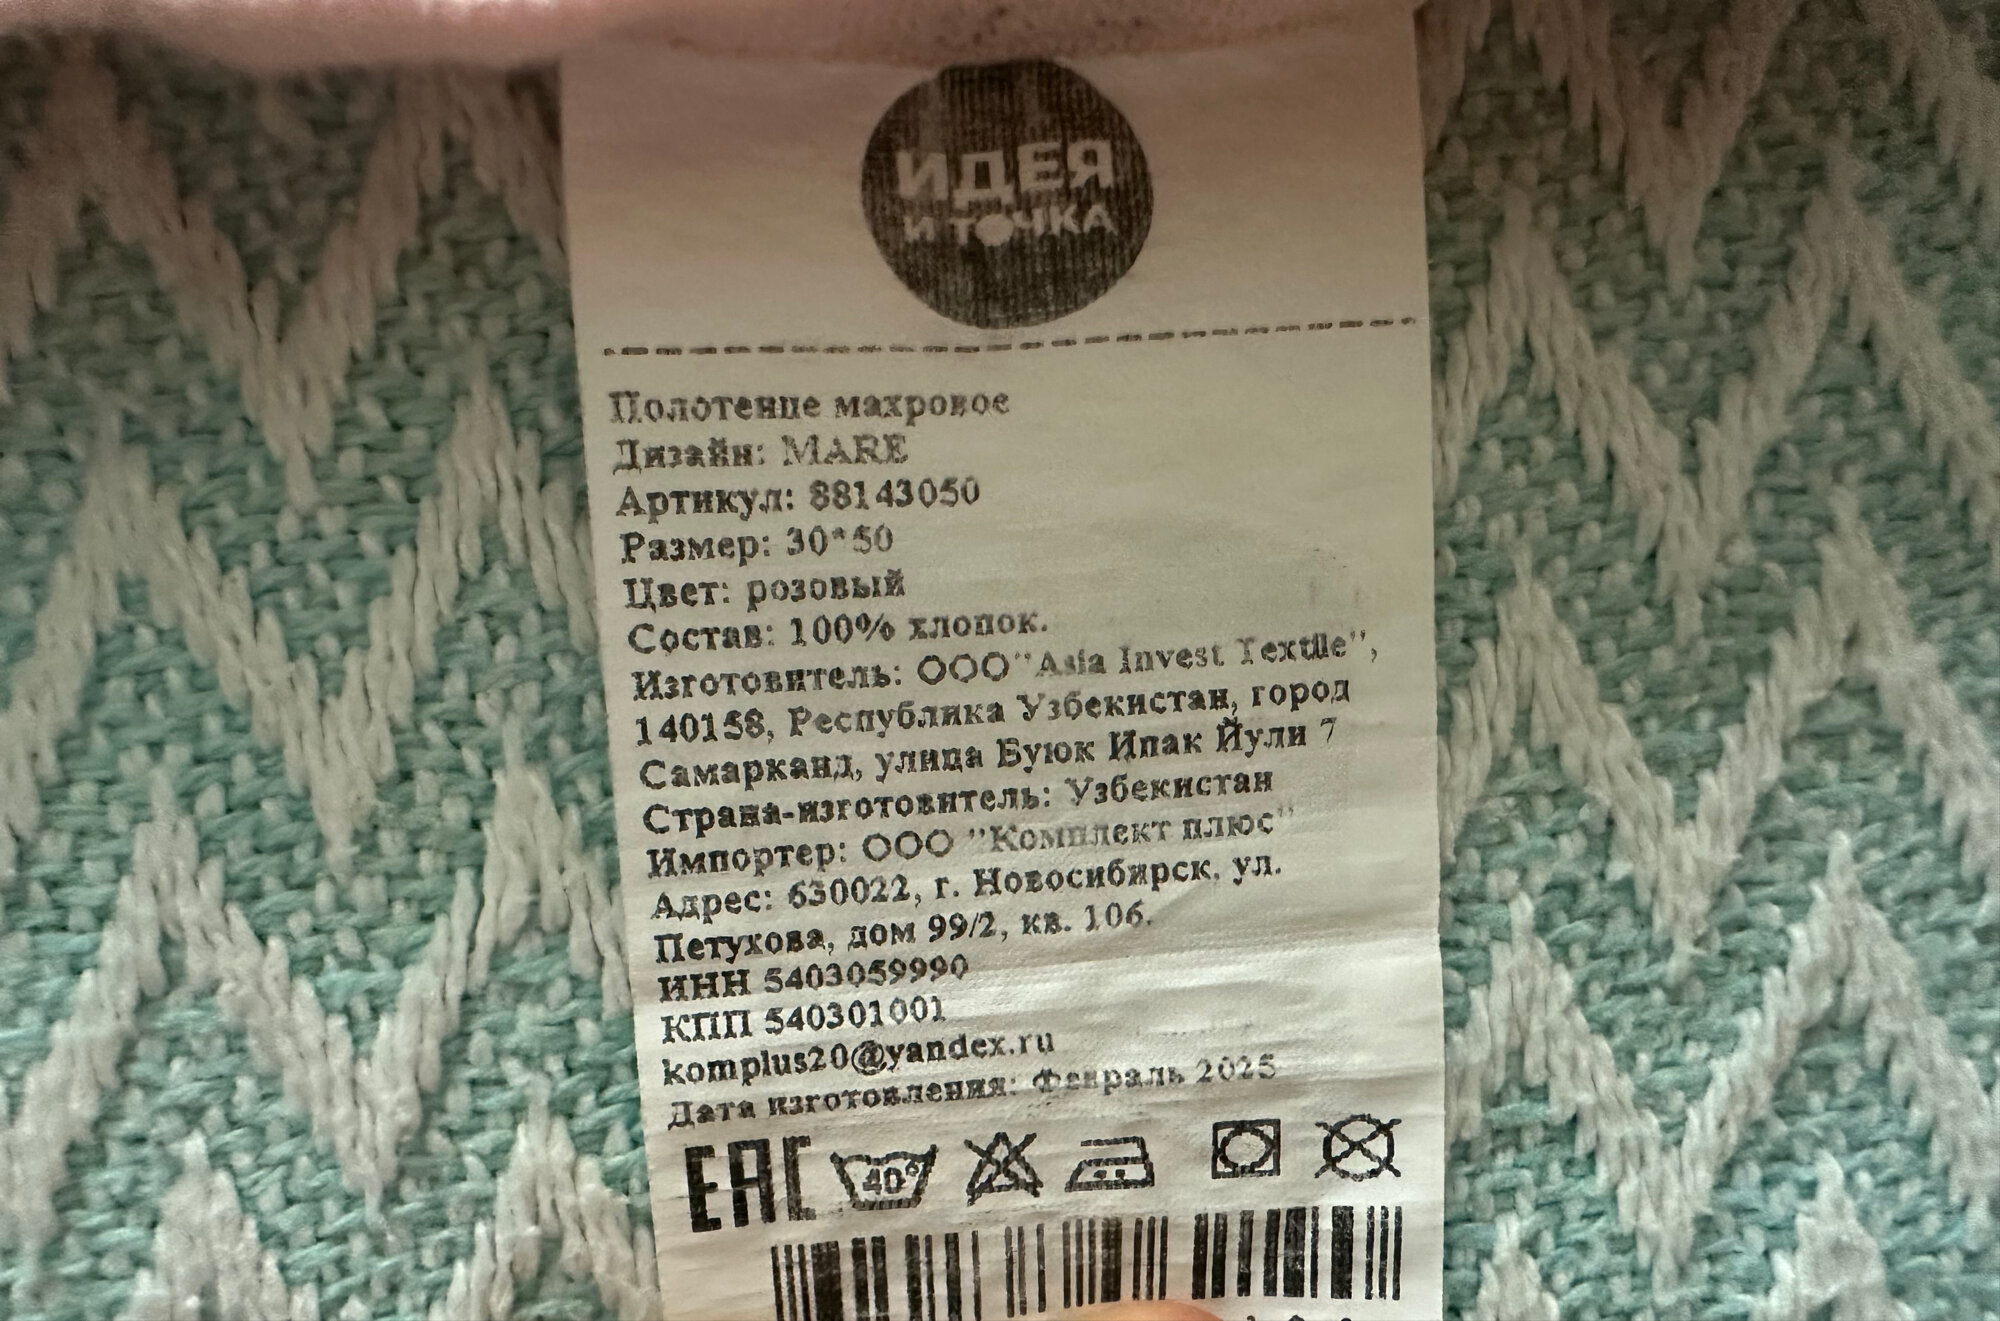 ИДЕЯ
И ТОЧКА
Полотенце махровое
Дизайн: MARE
Артикул: 88143050
Размер: 30*50
Цвет: розовый
Состав: 100% хлопок.
Изготовитель: ООО "Asia Invest Textile",
140158, Республика Узбекистан, город
Самарканд, улица Буюк Ипак Йули 7
Страна-изготовитель: Узбекистан
Импортер: ООО "Комплект плюс"
Адрес: 630022, г. Новосибирск, ул.
Петухова, дом 99/2, кв. 106.
ИНН 5403059990
КПП 540301001
komplus20@yandex.ru
Дата изготовления: Февраль 2025
ЕАС 40°